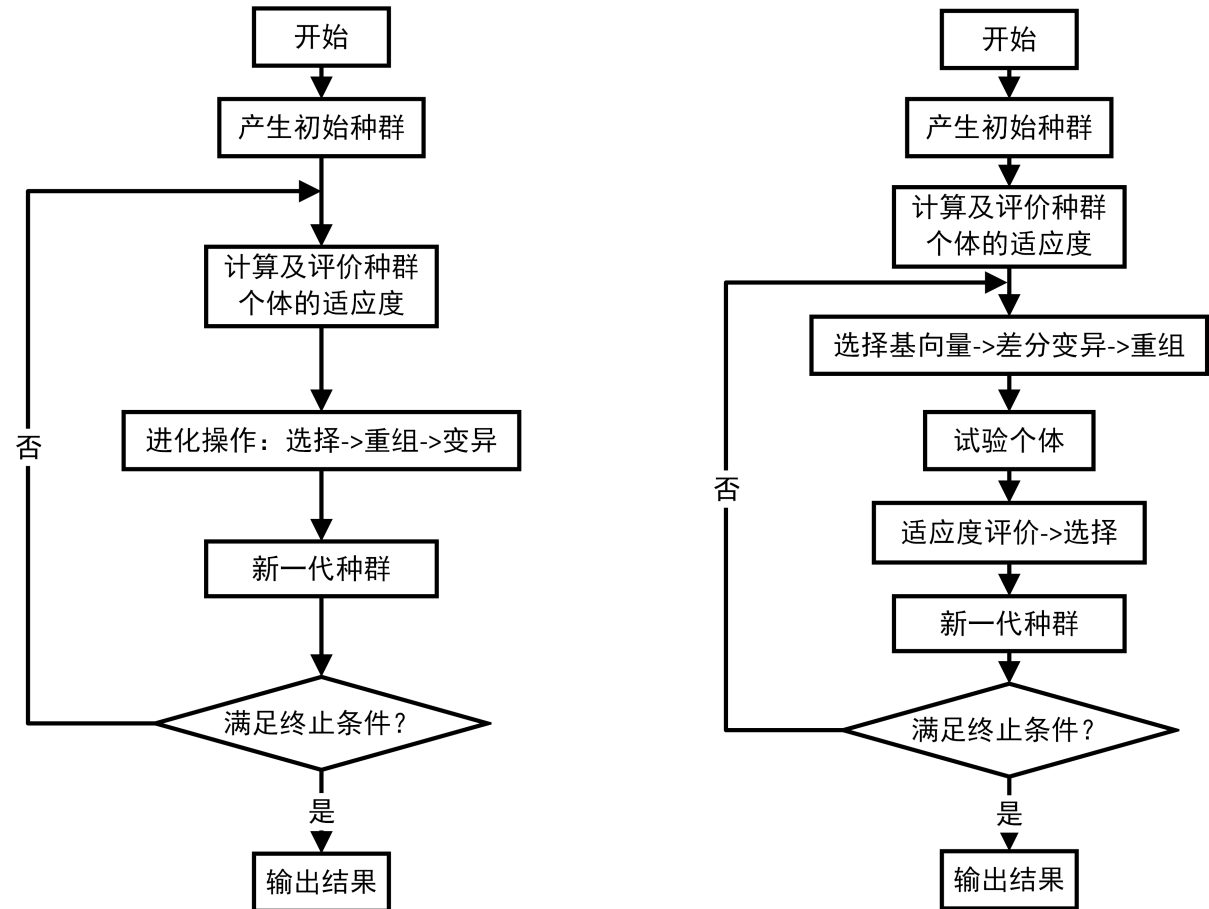 开始
产生初始种群
计算及评价种群
个体的适应度
进化操作：选择->重组->变异
新一代种群
满足终止条件？
否
是
输出结果
开始
产生初始种群
计算及评价种群
个体的适应度
选择基向量->差分变异->重组
试验个体
适应度评价->选择
新一代种群
满足终止条件？
否
是
输出结果